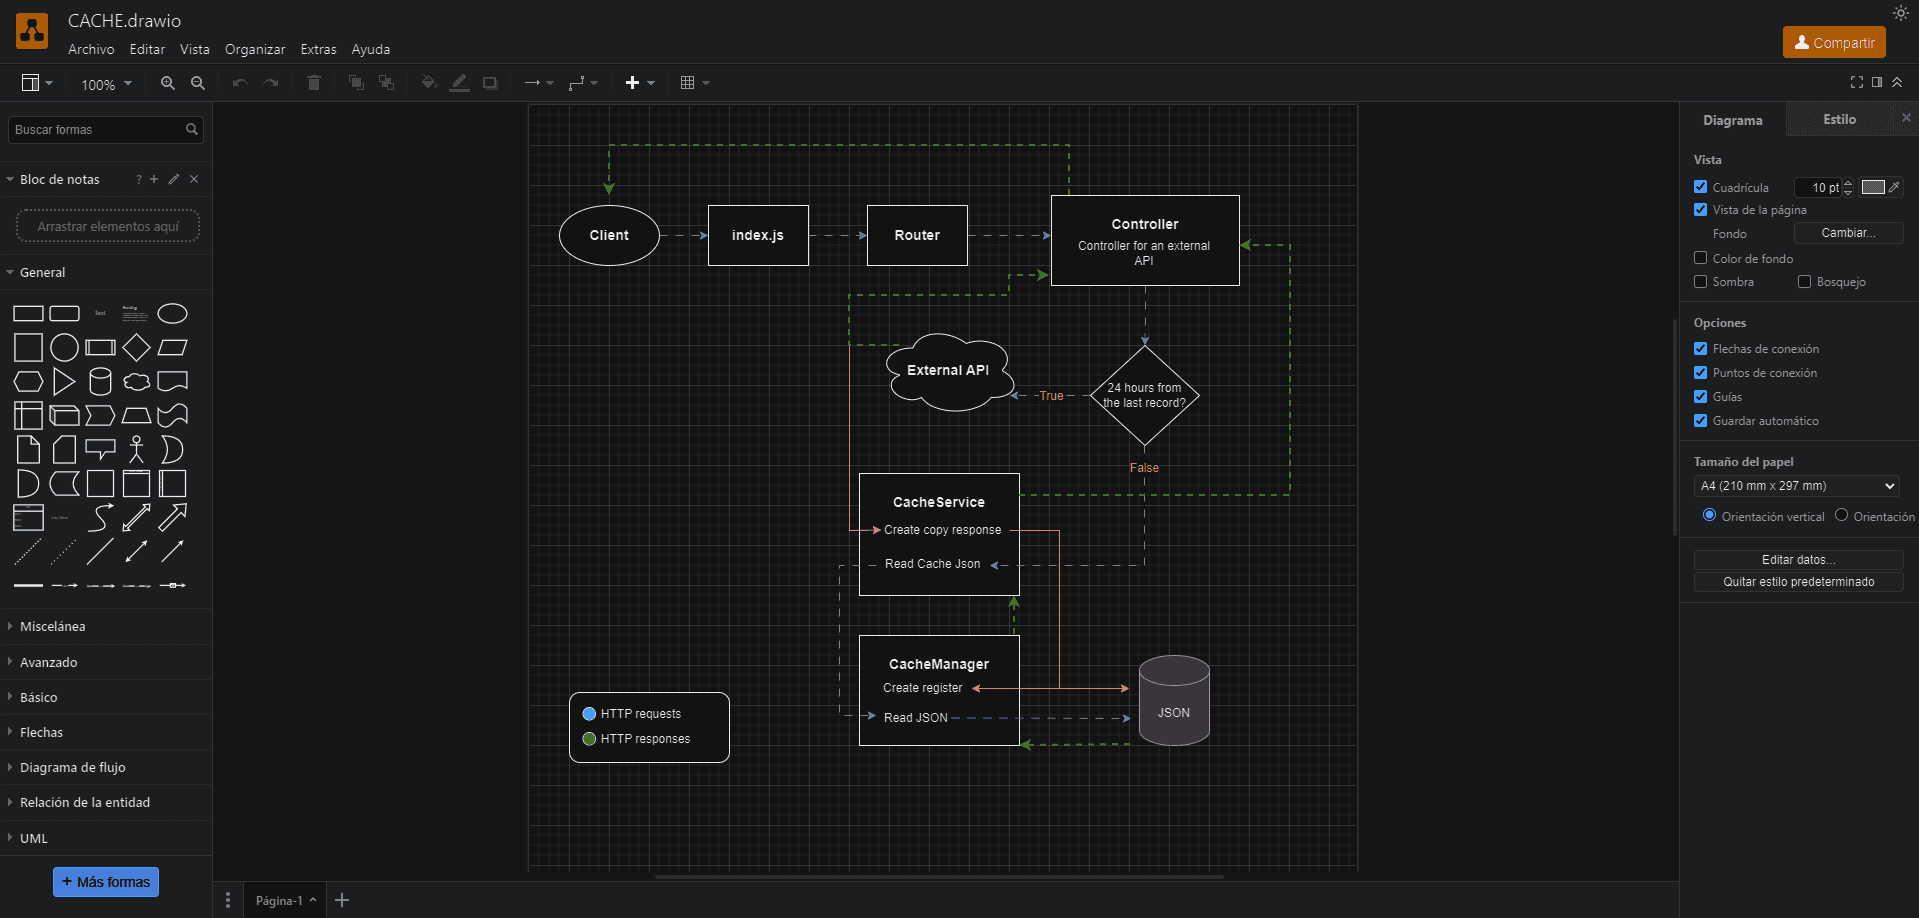 CACHE.drawio
Archivo Editar Vista Organizar Extras Ayuda
Compartir
100%
Buscar formas
Bloc de notas
?
Arrastrar elementos aquí
General
Text
Heading
Misceláneа
Avanzado
Básico
Flechas
Diagrama de flujo
Relación de la entidad
UML
+ Más formas
Client
index.js
Router
Controller
Controller for an external
API
External API
True
24 hours from
the last record?
False
CacheService
Create copy response
Read Cache Json
CacheManager
Create register
Read JSON
JSON
HTTP requests
HTTP responses
Página-1
Diagrama
Estilo
Vista
Cuadrícula
10 pt
Vista de la página
Fondo
Cambiar...
Color de fondo
Sombra
Bosquejo
Opciones
Flechas de conexión
Puntos de conexión
Guías
Guardar automático
Tamaño del papel
A4 (210 mm x 297 mm)
Orientación vertical
Orientación
Editar datos...
Quitar estilo predeterminado